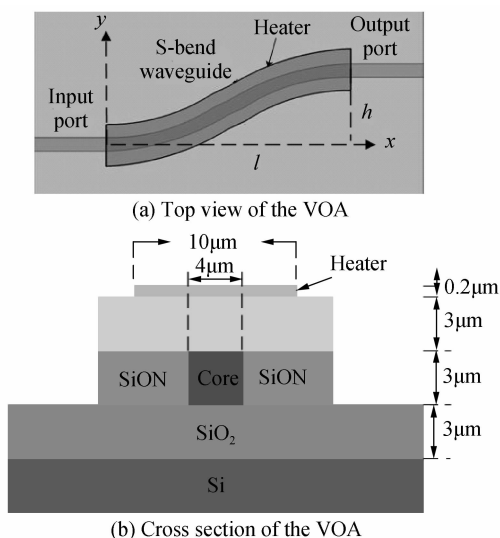 y
S-bend
waveguide
Heater
Output
port
Input
port
h
x
l
(a) Top view of the VOA
10μm
4μm
Heater
0.2μm
3μm
SiON
Core
SiON
3μm
SiO₂
3μm
Si
(b) Cross section of the VOA